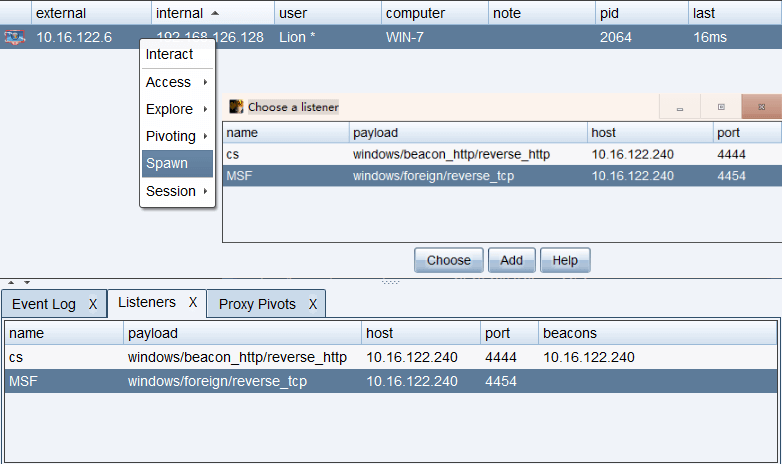 external internal user computer note pid last
10.16.122.6 192.168.126.128 Lion * WIN-7 2064 16ms
Interact
Access
Explore
Pivoting
Spawn
Session
Choose a listener
name payload host port
cs windows/beacon_http/reverse_http 10.16.122.240 4444
MSF windows/foreign/reverse_tcp 10.16.122.240 4454
Choose Add Help
Event Log X Listeners X Proxy Pivots X
name payload host port beacons
cs windows/beacon_http/reverse_http 10.16.122.240 4444 10.16.122.240
MSF windows/foreign/reverse_tcp 10.16.122.240 4454